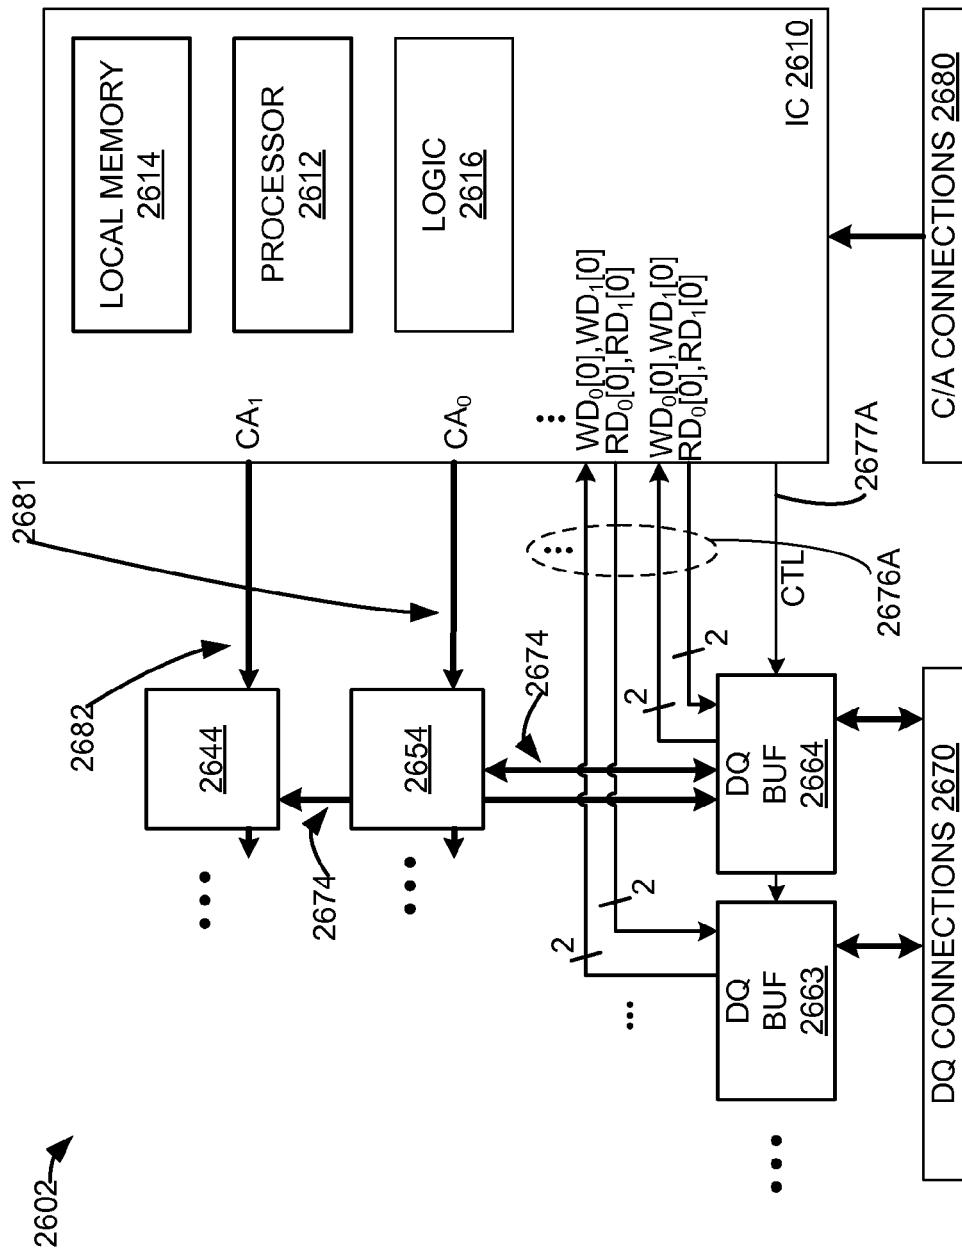 2602
2681
2682
2644
CA₁
LOCAL MEMORY
2614
2674
2654
CA₀
PROCESSOR
2612
LOGIC
2616
2674
2
2
2
2
WD₀[0],WD₁[0]
RD₀[0],RD₁[0]
WD₀[0],WD₁[0]
RD₀[0],RD₁[0]
DQ
BUF
2663
DQ
BUF
2664
CTL
IC 2610
2676A
2677A
DQ CONNECTIONS 2670
C/A CONNECTIONS 2680